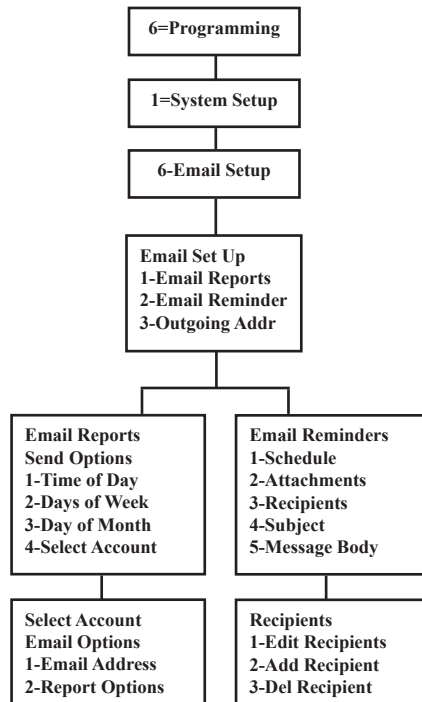 6=Programming
1=System Setup
6-Email Setup
Email Set Up
1-Email Reports
2-Email Reminder
3-Outgoing Addr
Email Reports
Send Options
1-Time of Day
2-Days of Week
3-Day of Month
4-Select Account
Email Reminders
1-Schedule
2-Attachments
3-Recipients
4-Subject
5-Message Body
Select Account
Email Options
1-Email Address
2-Report Options
Recipients
1-Edit Recipients
2-Add Recipient
3-Del Recipient